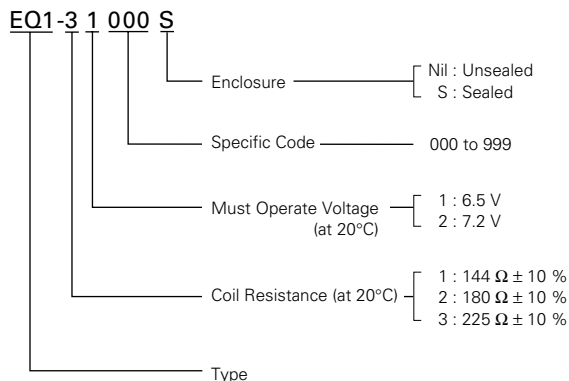 EQ1-3 1 000 S
Enclosure
Nil : Unsealed
S : Sealed
Specific Code
000 to 999
Must Operate Voltage
(at 20°C)
1 : 6.5 V
2 : 7.2 V
Coil Resistance (at 20°C)
1 : 144 Ω ± 10 %
2 : 180 Ω ± 10 %
3 : 225 Ω ± 10 %
Type